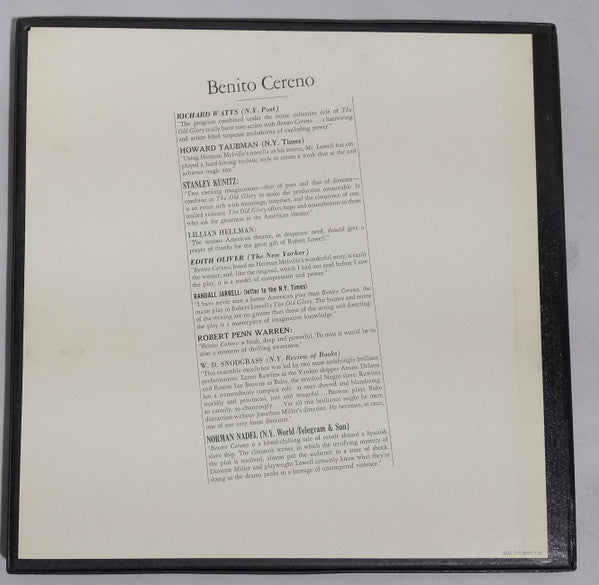 Benito Cereno
RICHARD WATTS (N.Y. Post)
"The program combined under the ironic collective title of The
Old Glory really burst into action with Benito Cereno ... a harrowing
and action-filled suspense melodrama of exploding power."
HOWARD TAUBMAN (N.Y. Times)
"Using Herman Melville's novella as his source, Mr. Lowell has em-
ployed a hard-hitting realistic style to create a work that at the end
achieves tragic awe."
STANLEY KUNITZ:
"Two exciting imaginations—that of poet and that of director—
combine in The Old Glory to make the production memorable. It
is an event rich with meanings, surprises, and the eloquence of con-
trolled violence. The Old Glory offers hope and nourishment to those
who ask for greatness in the American theater."
LILLIAN HELLMAN:
"The serious American theater, in desperate need, should give a
prayer of thanks for the great gift of Robert Lowell."
EDITH OLIVER (The New Yorker)
"Benito Cereno, based on Herman Melville's wonderful story, is easily
the winner, and, like the original, which I had not read before I saw
the play, it is a model of compression and power."
RANDALL JARRELL: (letter to the N.Y. Times)
"I have never seen a better American play than Benito Cereno, the
major play in Robert Lowell's The Old Glory. The humor and terror
of the writing are no greater than those of the acting and directing
the play is a masterpiece of imaginative knowledge."
ROBERT PENN WARREN:
"Benito Cereno is fresh, deep and powerful. To miss it would be to
miss a moment of thrilling awareness."
W. D. SNODGRASS (N.Y. Review of Books)
"This ensemble excellence was led by two most satisfyingly brilliant
performances: Lester Rawlins as the Yankee skipper Amasa Delano
and Roscoe Lee Browne as Babu, the revolted Negro slave. Rawlins
has a tremendously complex role: at once shrewd and blundering,
worldly and provincial, just and vengeful ... Browne plays Babu
so cannily, so charmingly. ... Yet all this brilliance might be mere
distraction without Jonathan Miller's direction. He becomes, at once,
one of our very finest directors."
NORMAN NADEL (N.Y. World-Telegram & Sun)
"Benito Cereno is a blood-chilling tale of revolt aboard a Spanish
slave ship. The climactic scenes, in which the terrifying mystery of
the plot is resolved, almost put the audience in a state of shock.
Director Miller and playwright Lowell certainly know what they're
doing as the drama peaks in a barrage of untempered violence."